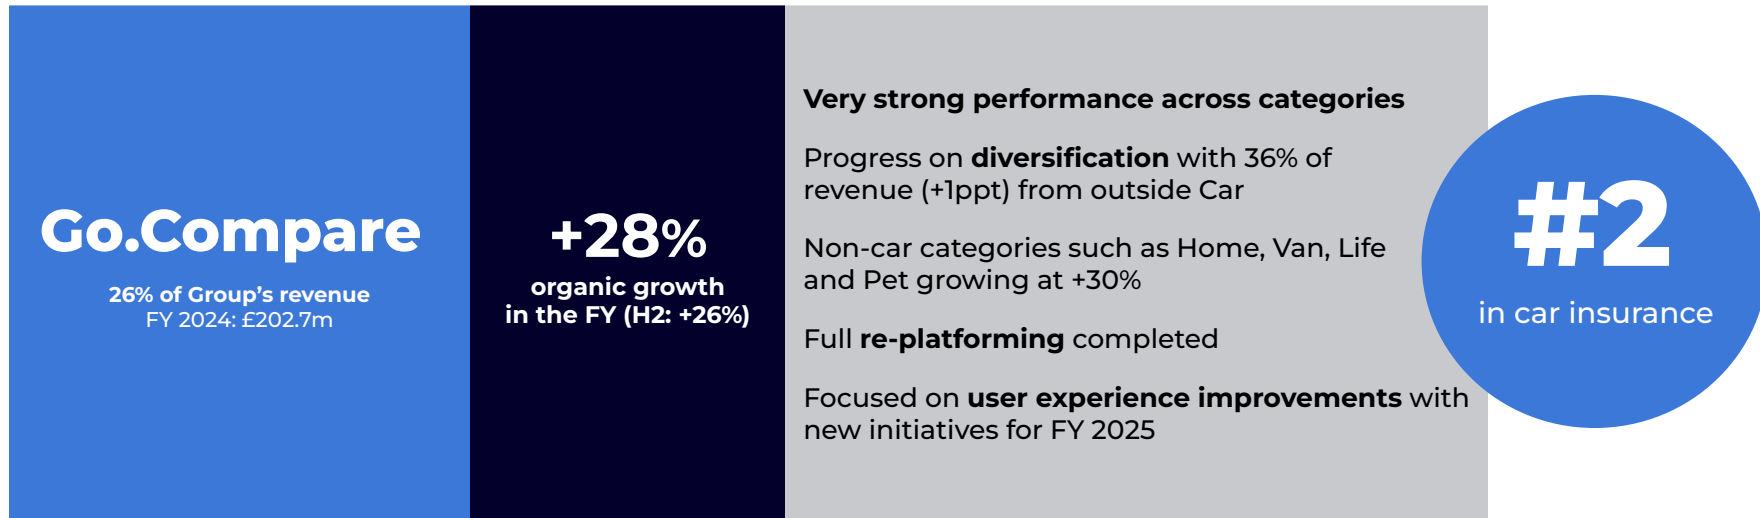 Go.Compare
26% of Group's revenue
FY 2024: £202.7m
+28%
organic growth
in the FY (H2: +26%)
Very strong performance across categories
Progress on diversification with 36% of
revenue (+1ppt) from outside Car
Non-car categories such as Home, Van, Life
and Pet growing at +30%
Full re-platforming completed
Focused on user experience improvements with
new initiatives for FY 2025
#2
in car insurance